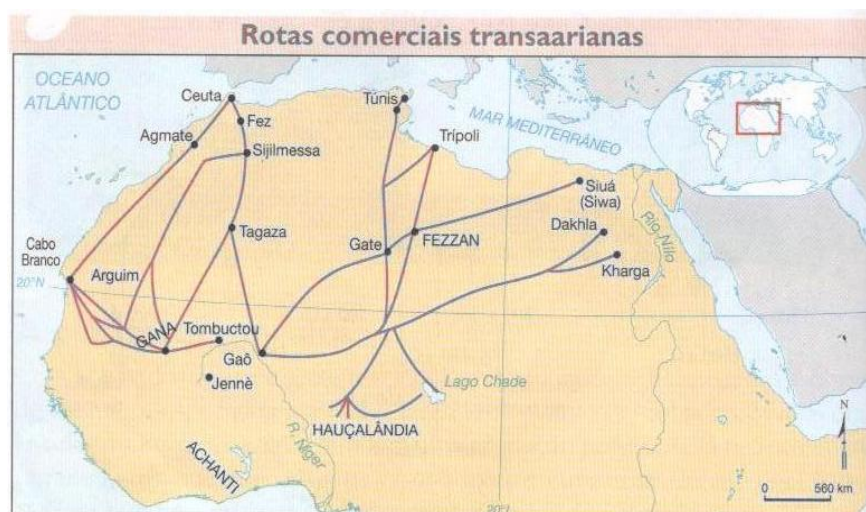 Rotas comerciais transaarianas
OCEANO
ATLÂNTICO
Ceuta
Túnis
Fez
MAR MEDITERRÂNEO
Agmate
Trípoli
Sijilmessa
Siuá
(Siwa)
Tagaza
Dakhla
Rio Nilo
Cabo
Branco
Gate
FEZZAN
Kharga
20°N
Arguim
GANA
Tombuctou
Gaô
Jennè
Lago Chade
N
HAUÇALÂNDIA
R. Níger
ACHANTI
20°
0
560 km